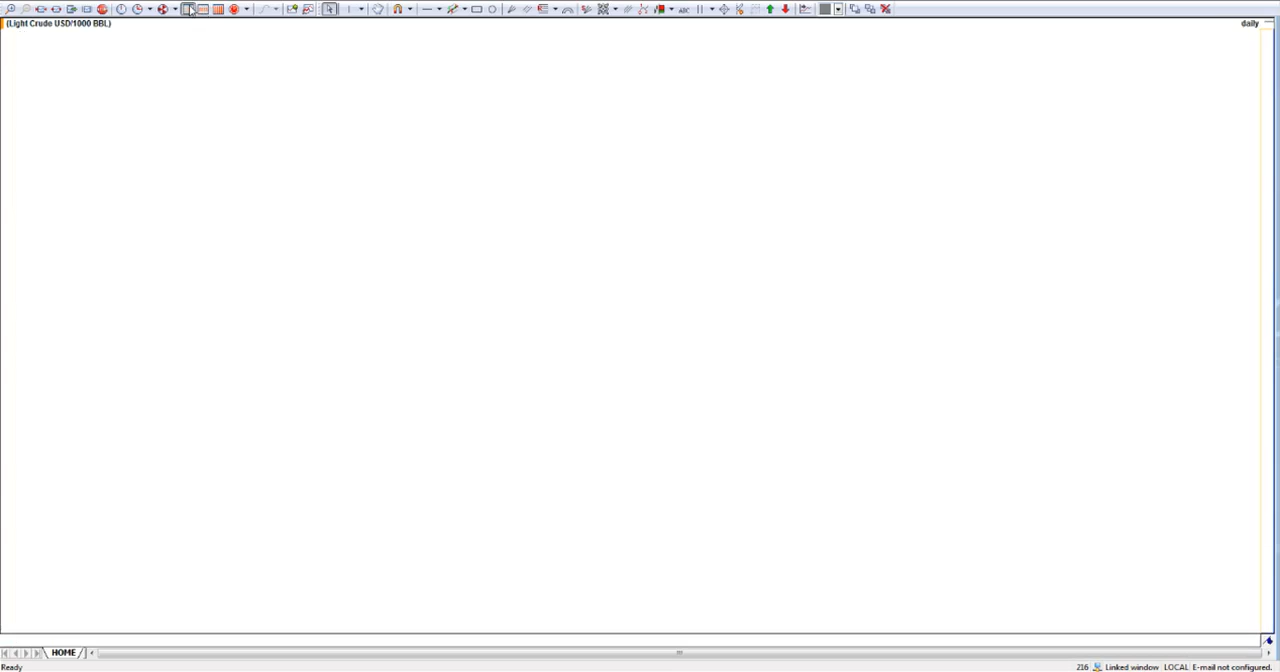 (Light Crude USD/1000 BBL) daily
HOME
Ready 216 Linked window LOCAL E-mail not configured.